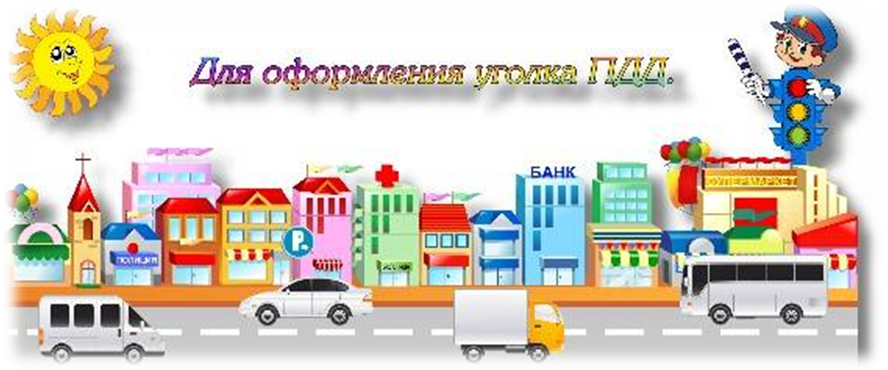 Для оформления уголка ПДД.
БАНК
СУПЕРМАРКЕТ
P
ПОЛИЦИЯ